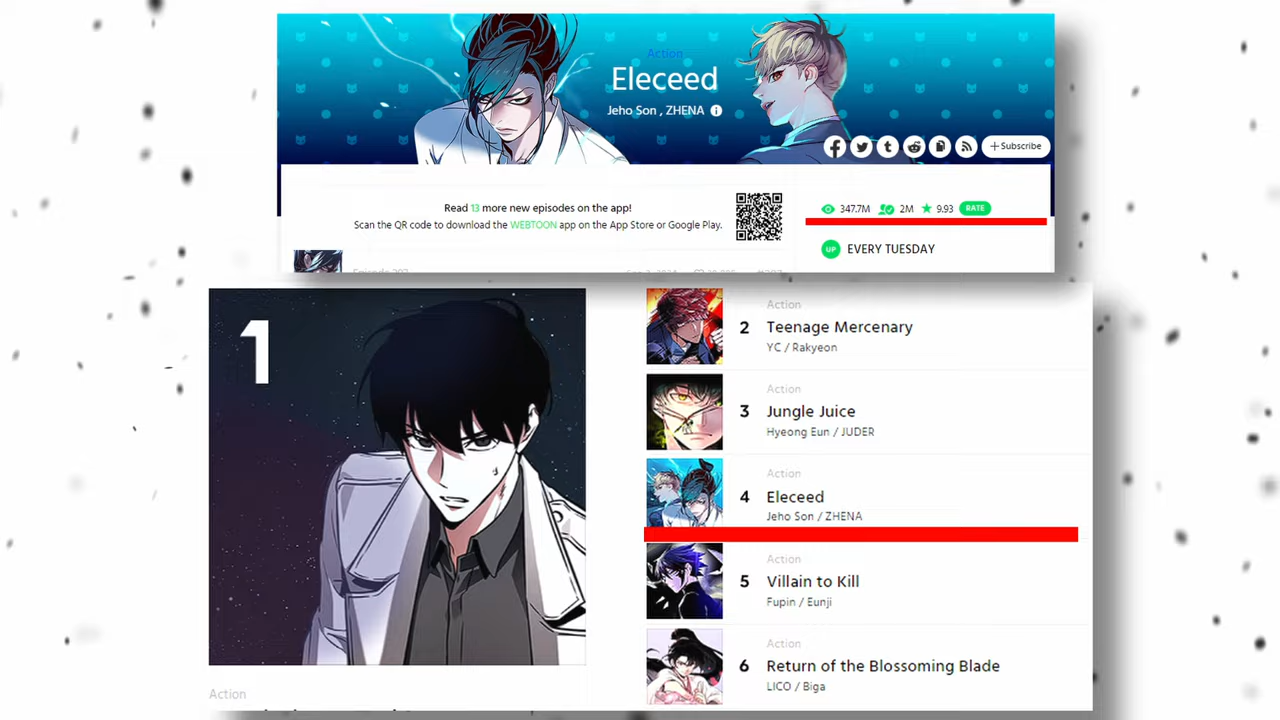 Action
Eleceed
Jeho Son , ZHENA
+ Subscribe
Read 13 more new episodes on the app!
Scan the QR code to download the WEBTOON app on the App Store or Google Play.
347.7M 2M 9.93 RATE
UP EVERY TUESDAY
1
Action
Action
2 Teenage Mercenary
YC / Rakyeon
Action
3 Jungle Juice
Hyeong Eun / JUDER
Action
4 Eleceed
Jeho Son / ZHENA
Action
5 Villain to Kill
Fupin / Eunji
Action
6 Return of the Blossoming Blade
LICO / Biga